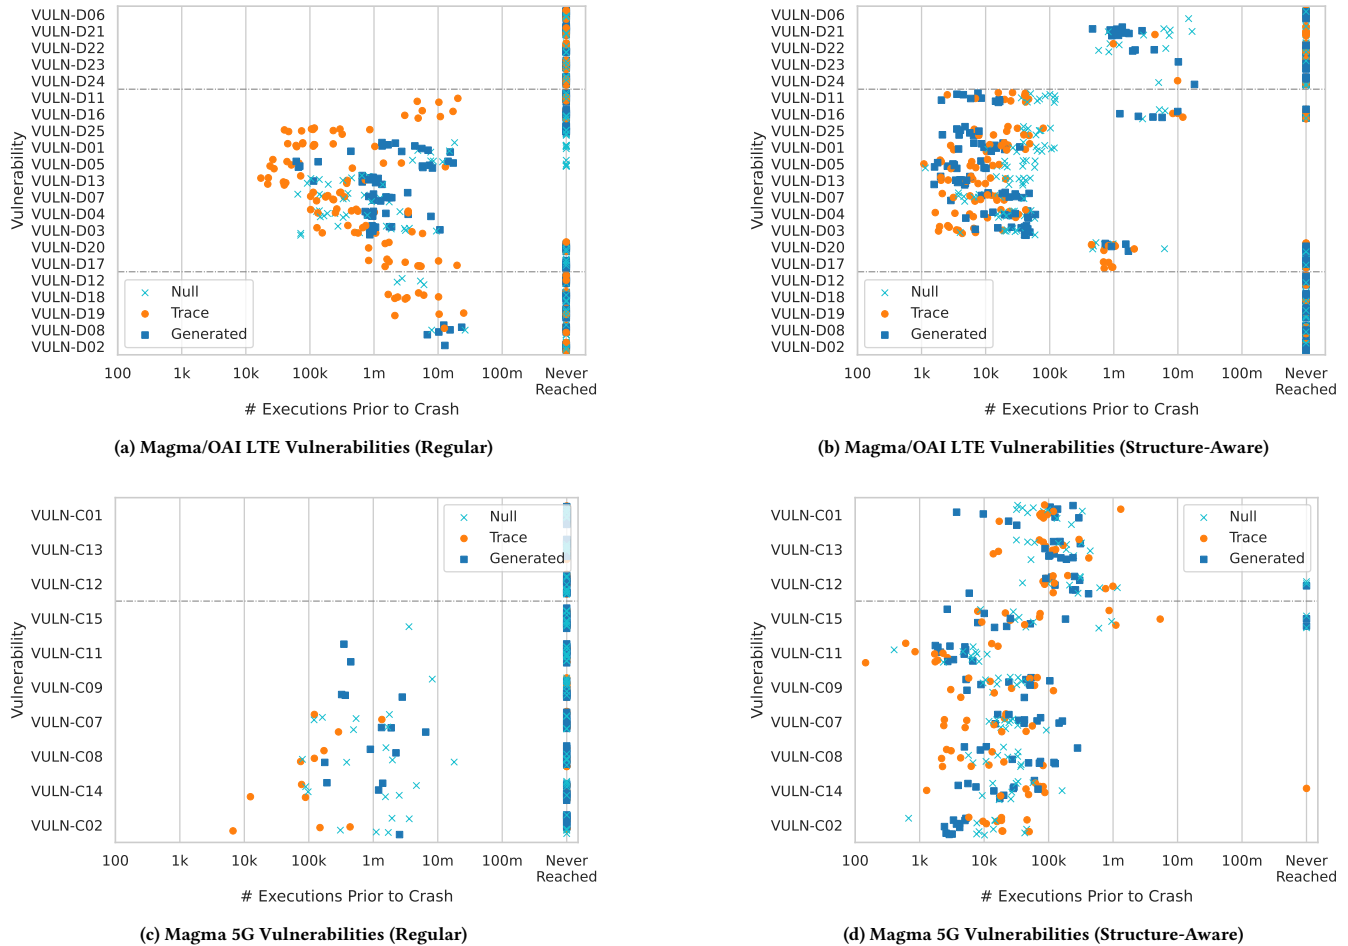 VULN-D06
VULN-D21
VULN-D22
VULN-D23
VULN-D24
VULN-D11
VULN-D16
VULN-D25
VULN-D01
VULN-D05
VULN-D13
VULN-D07
VULN-D04
VULN-D03
VULN-D20
VULN-D17
VULN-D12
VULN-D18
VULN-D19
VULN-D08
VULN-D02
Vulnerability
Null
Trace
Generated
100 1k 10k 100k 1m 10m 100m Never Reached
# Executions Prior to Crash
(a) Magma/OAI LTE Vulnerabilities (Regular)
VULN-D06
VULN-D21
VULN-D22
VULN-D23
VULN-D24
VULN-D11
VULN-D16
VULN-D25
VULN-D01
VULN-D05
VULN-D13
VULN-D07
VULN-D04
VULN-D03
VULN-D20
VULN-D17
VULN-D12
VULN-D18
VULN-D19
VULN-D08
VULN-D02
Vulnerability
Null
Trace
Generated
100 1k 10k 100k 1m 10m 100m Never Reached
# Executions Prior to Crash
(b) Magma/OAI LTE Vulnerabilities (Structure-Aware)
VULN-C01
VULN-C13
VULN-C12
VULN-C15
VULN-C11
VULN-C09
VULN-C07
VULN-C08
VULN-C14
VULN-C02
Vulnerability
Null
Trace
Generated
100 1k 10k 100k 1m 10m 100m Never Reached
# Executions Prior to Crash
(c) Magma 5G Vulnerabilities (Regular)
VULN-C01
VULN-C13
VULN-C12
VULN-C15
VULN-C11
VULN-C09
VULN-C07
VULN-C08
VULN-C14
VULN-C02
Vulnerability
Null
Trace
Generated
100 1k 10k 100k 1m 10m 100m Never Reached
# Executions Prior to Crash
(d) Magma 5G Vulnerabilities (Structure-Aware)